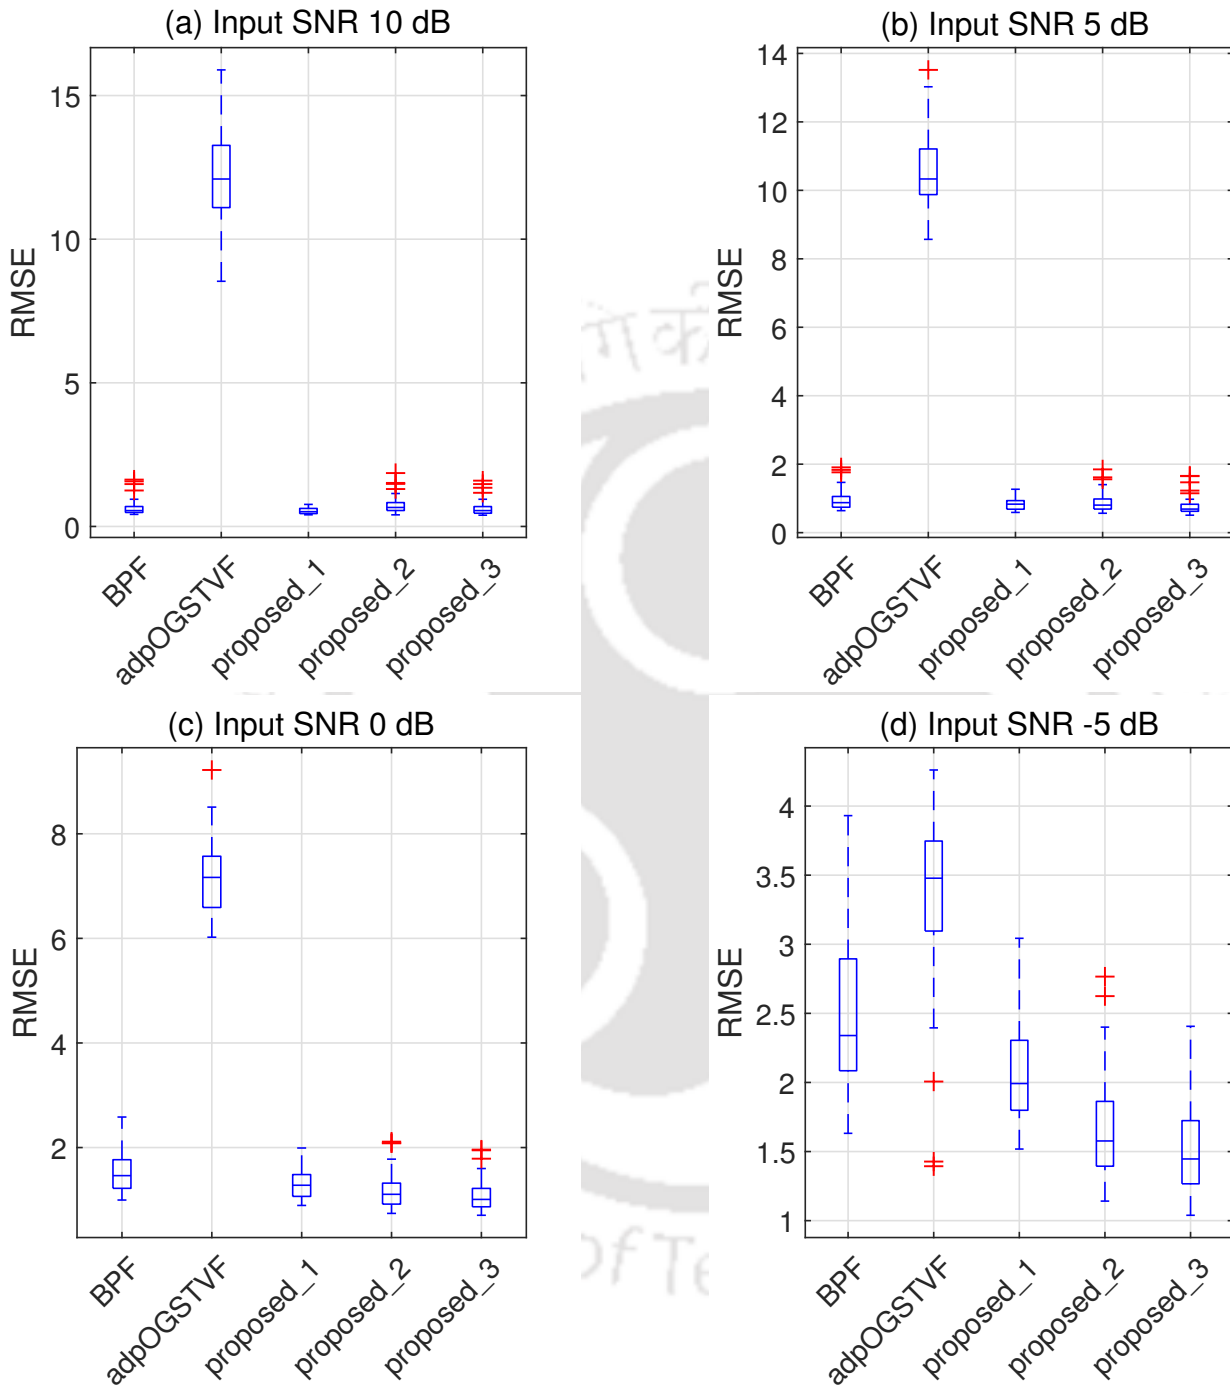 (a) Input SNR 10 dB
RMSE
15
10
5
0
BPF
adpOGSTVF
proposed_1
proposed_2
proposed_3
(b) Input SNR 5 dB
RMSE
14
12
10
8
6
4
2
0
BPF
adpOGSTVF
proposed_1
proposed_2
proposed_3
(c) Input SNR 0 dB
RMSE
8
6
4
2
BPF
adpOGSTVF
proposed_1
proposed_2
proposed_3
(d) Input SNR -5 dB
RMSE
4
3.5
3
2.5
2
1.5
1
BPF
adpOGSTVF
proposed_1
proposed_2
proposed_3
of Te